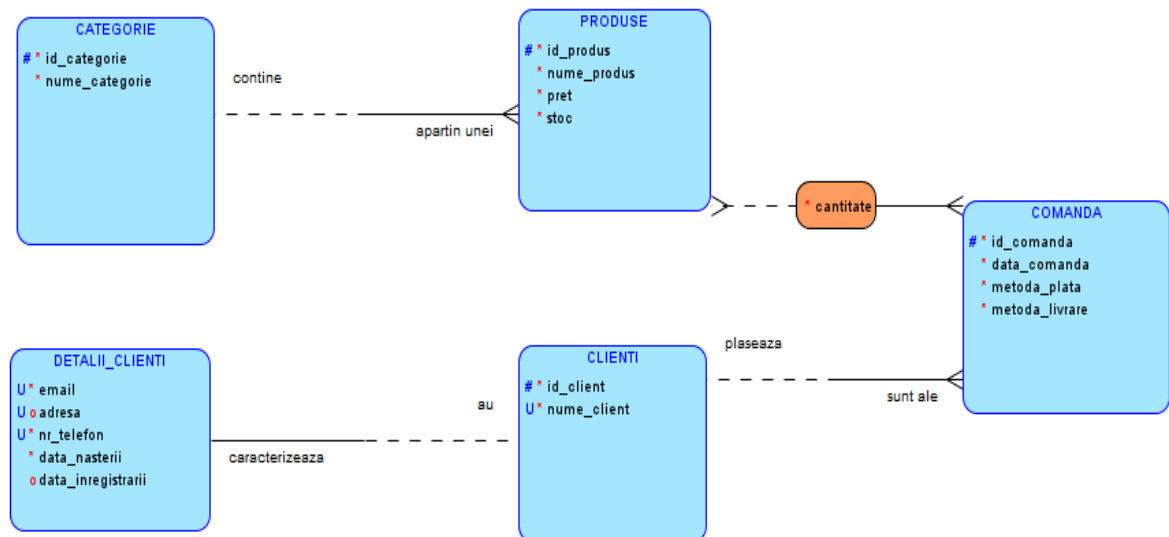 CATEGORIE
# * id_categorie
* nume_categorie
contine
apartin unei
PRODUSE
# * id_produs
* nume_produs
* pret
* stoc
* cantitate
COMANDA
# * id_comanda
* data_comanda
* metoda_plata
* metoda_livrare
DETALII_CLIENTI
U * email
U o adresa
U * nr_telefon
* data_nasterii
o data_inregistrarii
au
caracterizeaza
CLIENTI
# * id_client
U * nume_client
plaseaza
sunt ale